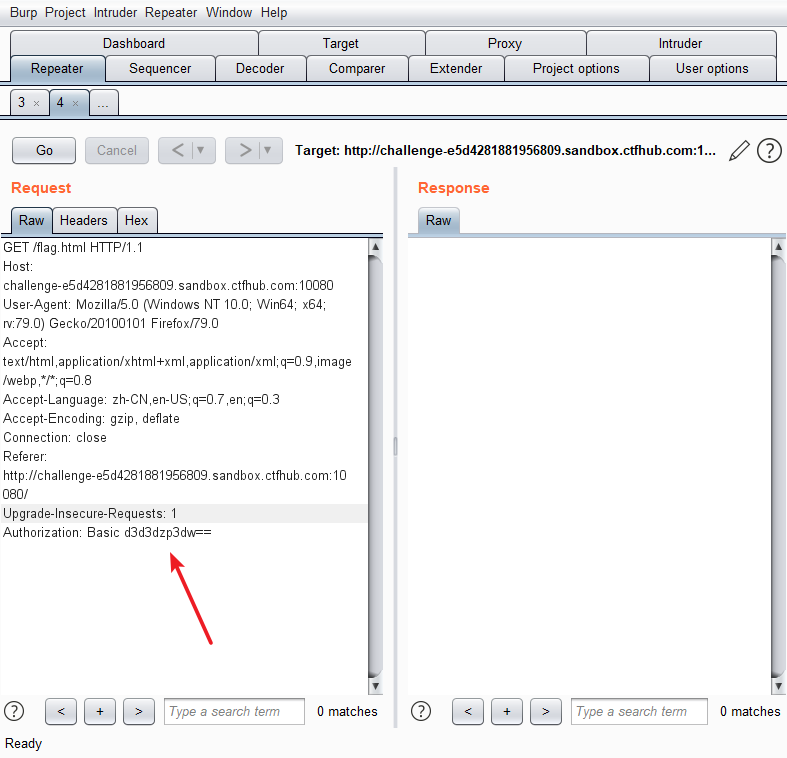 Burp Project Intruder Repeater Window Help
Dashboard Target Proxy Intruder
Repeater Sequencer Decoder Comparer Extender Project options User options
3 × 4 × ...
Go Cancel < ▼ > ▼ Target: http://challenge-e5d4281881956809.sandbox.ctfhub.com:1... ?
Request
Raw Headers Hex
GET /flag.html HTTP/1.1
Host:
challenge-e5d4281881956809.sandbox.ctfhub.com:10080
User-Agent: Mozilla/5.0 (Windows NT 10.0; Win64; x64;
rv:79.0) Gecko/20100101 Firefox/79.0
Accept:
text/html,application/xhtml+xml,application/xml;q=0.9,image
/webp,*/*;q=0.8
Accept-Language: zh-CN,en-US;q=0.7,en;q=0.3
Accept-Encoding: gzip, deflate
Connection: close
Referer:
http://challenge-e5d4281881956809.sandbox.ctfhub.com:10
080/
Upgrade-Insecure-Requests: 1
Authorization: Basic d3d3dzp3dw==
? < + > Type a search term 0 matches
Response
Raw
? < + > Type a search term 0 matches
Ready